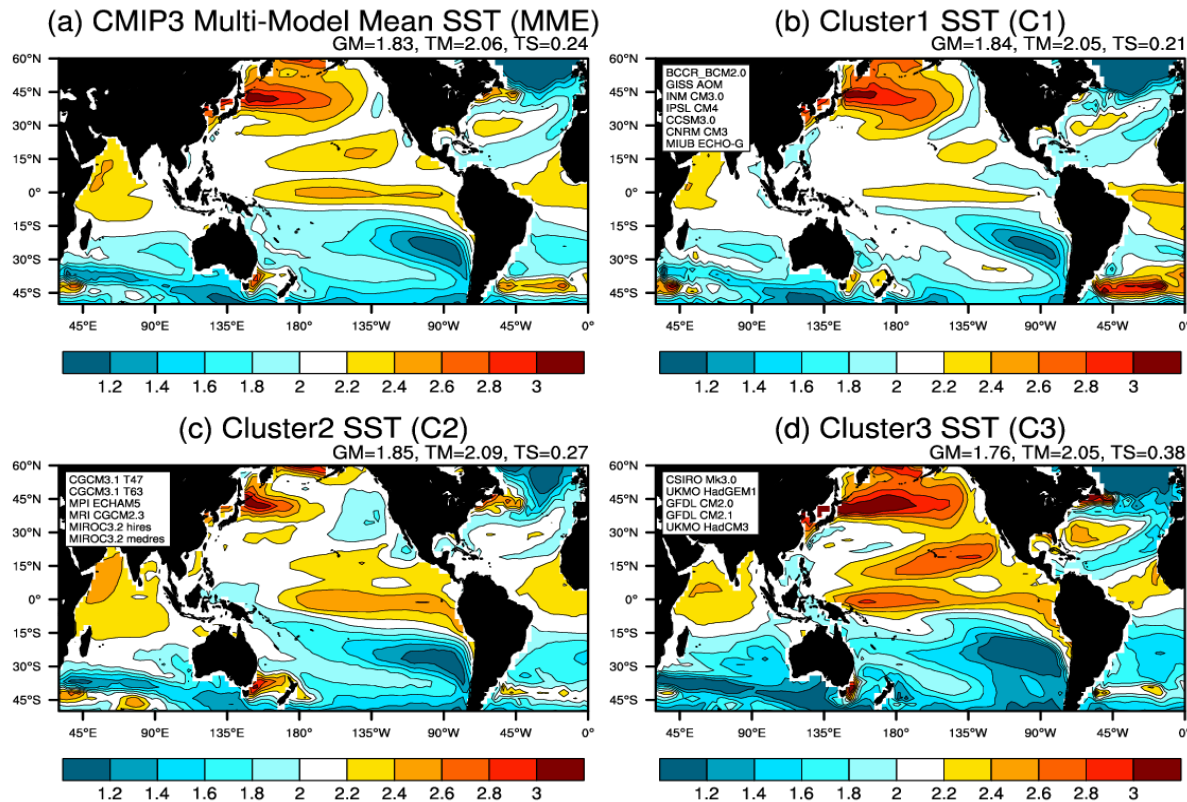 (a) CMIP3 Multi-Model Mean SST (MME)
GM=1.83, TM=2.06, TS=0.24
60°N
45°N
30°N
15°N
0°
15°S
30°S
45°S
45°E 90°E 135°E 180° 135°W 90°W 45°W 0°
1.2 1.4 1.6 1.8 2 2.2 2.4 2.6 2.8 3
(b) Cluster1 SST (C1)
GM=1.84, TM=2.05, TS=0.21
BCCR_BCM2.0
GISS AOM
INM CM3.0
IPSL CM4
CCSM3.0
CNRM CM3
MIUB ECHO-G
60°N
45°N
30°N
15°N
0°
15°S
30°S
45°S
45°E 90°E 135°E 180° 135°W 90°W 45°W 0°
1.2 1.4 1.6 1.8 2 2.2 2.4 2.6 2.8 3
(c) Cluster2 SST (C2)
GM=1.85, TM=2.09, TS=0.27
CGCM3.1 T47
CGCM3.1 T63
MPI ECHAM5
MRI CGCM2.3
MIROC3.2 hires
MIROC3.2 medres
60°N
45°N
30°N
15°N
0°
15°S
30°S
45°S
45°E 90°E 135°E 180° 135°W 90°W 45°W 0°
1.2 1.4 1.6 1.8 2 2.2 2.4 2.6 2.8 3
(d) Cluster3 SST (C3)
GM=1.76, TM=2.05, TS=0.38
CSIRO Mk3.0
UKMO HadGEM1
GFDL CM2.0
GFDL CM2.1
UKMO HadCM3
60°N
45°N
30°N
15°N
0°
15°S
30°S
45°S
45°E 90°E 135°E 180° 135°W 90°W 45°W 0°
1.2 1.4 1.6 1.8 2 2.2 2.4 2.6 2.8 3